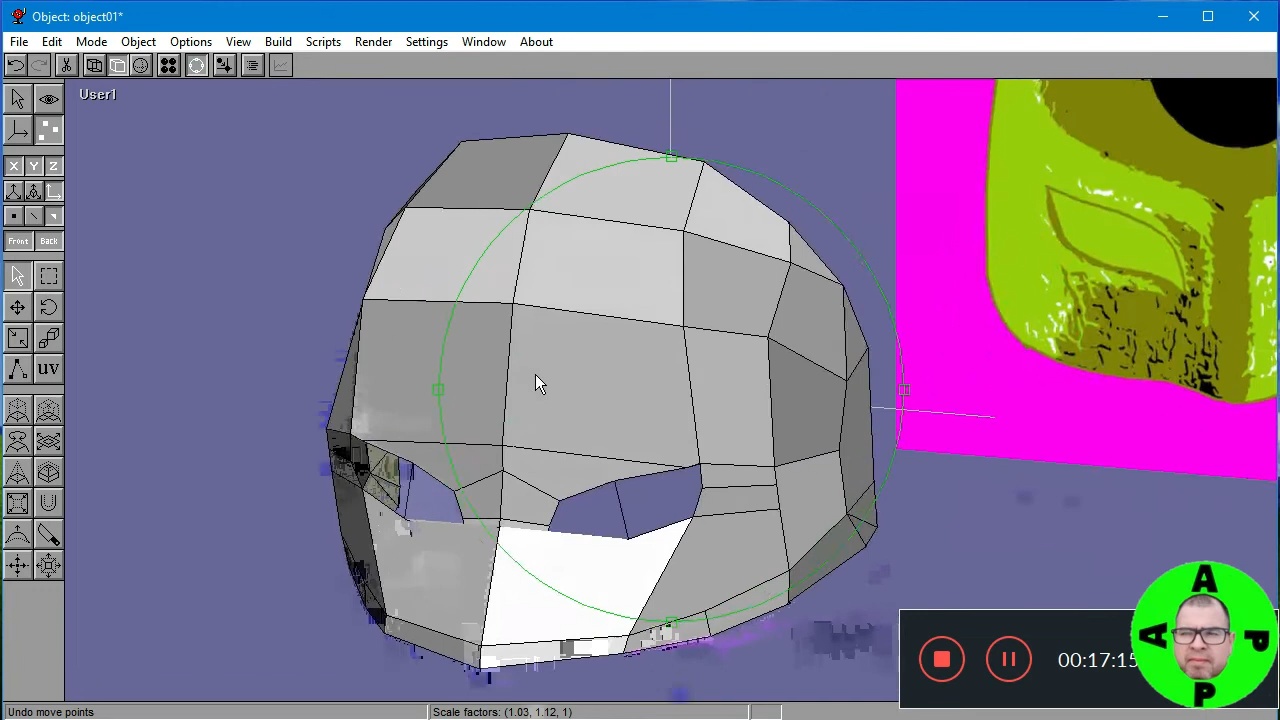 Object: object01*
File Edit Mode Object Options View Build Scripts Render Settings Window About
User1
X Y Z
Front Back
uv
A
A P
P
00:17:15
Undo move points
Scale factors: (1.03, 1.12, 1)